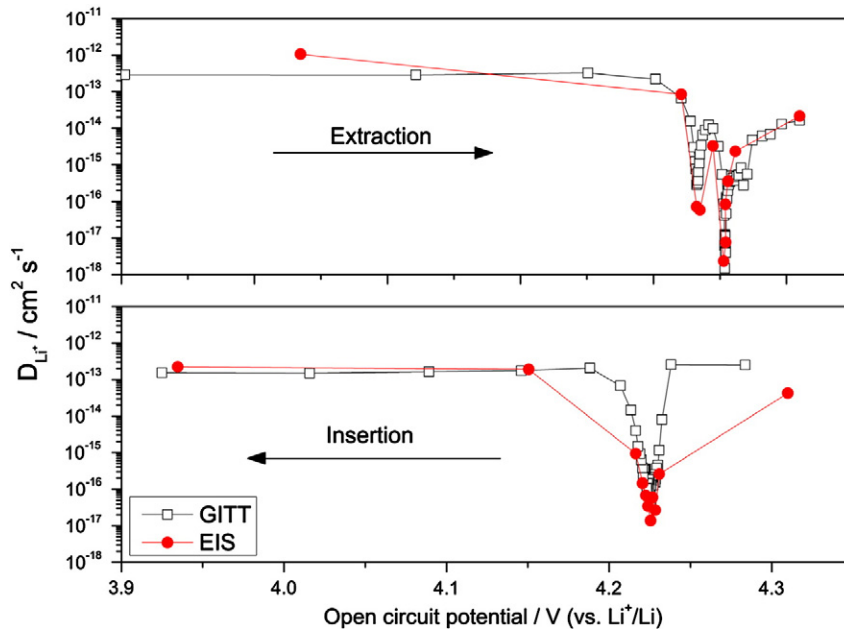 10⁻¹¹
10⁻¹²
10⁻¹³
10⁻¹⁴
10⁻¹⁵
10⁻¹⁶
10⁻¹⁷
10⁻¹⁸
Extraction
10⁻¹¹
10⁻¹²
10⁻¹³
10⁻¹⁴
10⁻¹⁵
10⁻¹⁶
10⁻¹⁷
10⁻¹⁸
D_Li⁺ / cm² s⁻¹
Insertion
GITT
EIS
3.9 4.0 4.1 4.2 4.3
Open circuit potential / V (vs. Li⁺/Li)